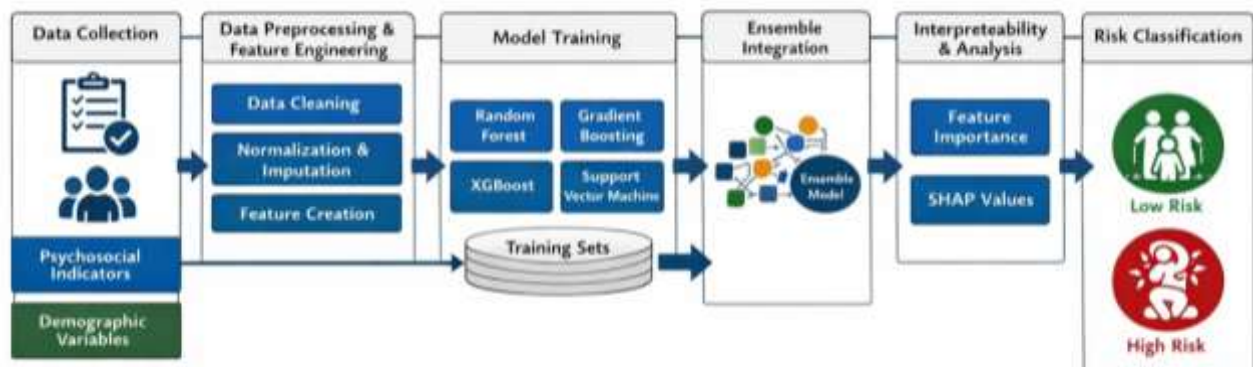 Data Collection
Psychosocial
Indicators
Demographic
Variables
Data Preprocessing &
Feature Engineering
Data Cleaning
Normalization &
Imputation
Feature Creation
Model Training
Random
Forest
Gradient
Boosting
XGBoost
Support
Vector Machine
Training Sets
Ensemble
Integration
Ensemble
Model
Interpreteability
& Analysis
Feature
Importance
SHAP Values
Risk Classification
Low Risk
High Risk